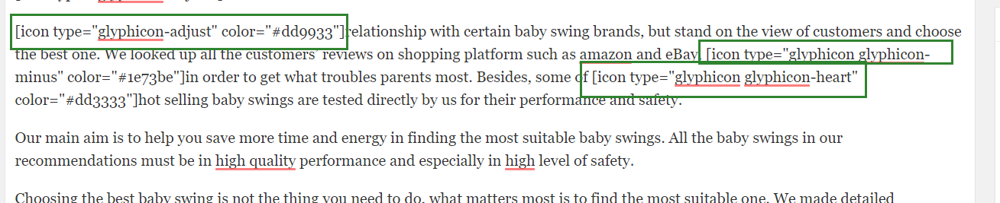 [icon type="glyphicon-adjust" color="#dd9933"]relationship with certain baby swing brands, but stand on the view of customers and choose
the best one. We looked up all the customers' reviews on shopping platform such as amazon and eBay. [icon type="glyphicon glyphicon-
minus" color="#1e73be"]in order to get what troubles parents most. Besides, some of [icon type="glyphicon glyphicon-heart"
color="#dd3333"]hot selling baby swings are tested directly by us for their performance and safety.
Our main aim is to help you save more time and energy in finding the most suitable baby swings. All the baby swings in our
recommendations must be in high quality performance and especially in high level of safety.
Choosing the best baby swing is not the thing you need to do, what matters most is to find the most suitable one. We made detailed